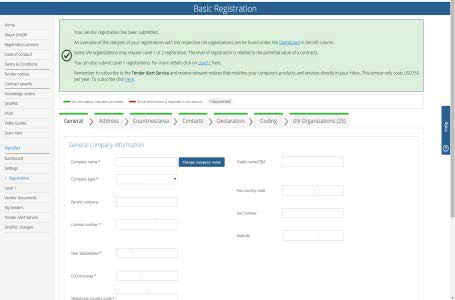 Basic Registration
Home
About UNGM
Registration process
Code of conduct
Terms & Conditions
Tender notices
Contract awards
Knowledge centre
UNSPSC
FAQs
Video Guides
Scam Alert
Vendor
Dashboard
Settings
Registration
Level 1
Vendor documents
My tenders
Tender Alert Service
UNSPSC changes
Your vendor registration has been submitted.
An overview of the statuses of your registrations with the respective UN organizations can be found under the Dashboard in the left column.
Some UN organizations may require Level 1 or 2 registration. The level of registration is related to the potential value of a contract.
You can also submit Level 1 registrations. For more details click on Level 1 here.
Remember to subscribe to the Tender Alert Service and receive relevant notices that matches your company's products and services directly in your inbox. This service only costs USD250
per year. To subscribe click here.
All information has been provided
More information is required in this section
* required field
General > Address > Countries/area > Contacts > Declaration > Coding > UN Organizations (25)
General company information
Company name *
Change company name
Company type *
Parent company
License number *
Year established *
Country/area *
Telephone country code *
Trade name/DBA
Fax country code
Fax number
Website
Help